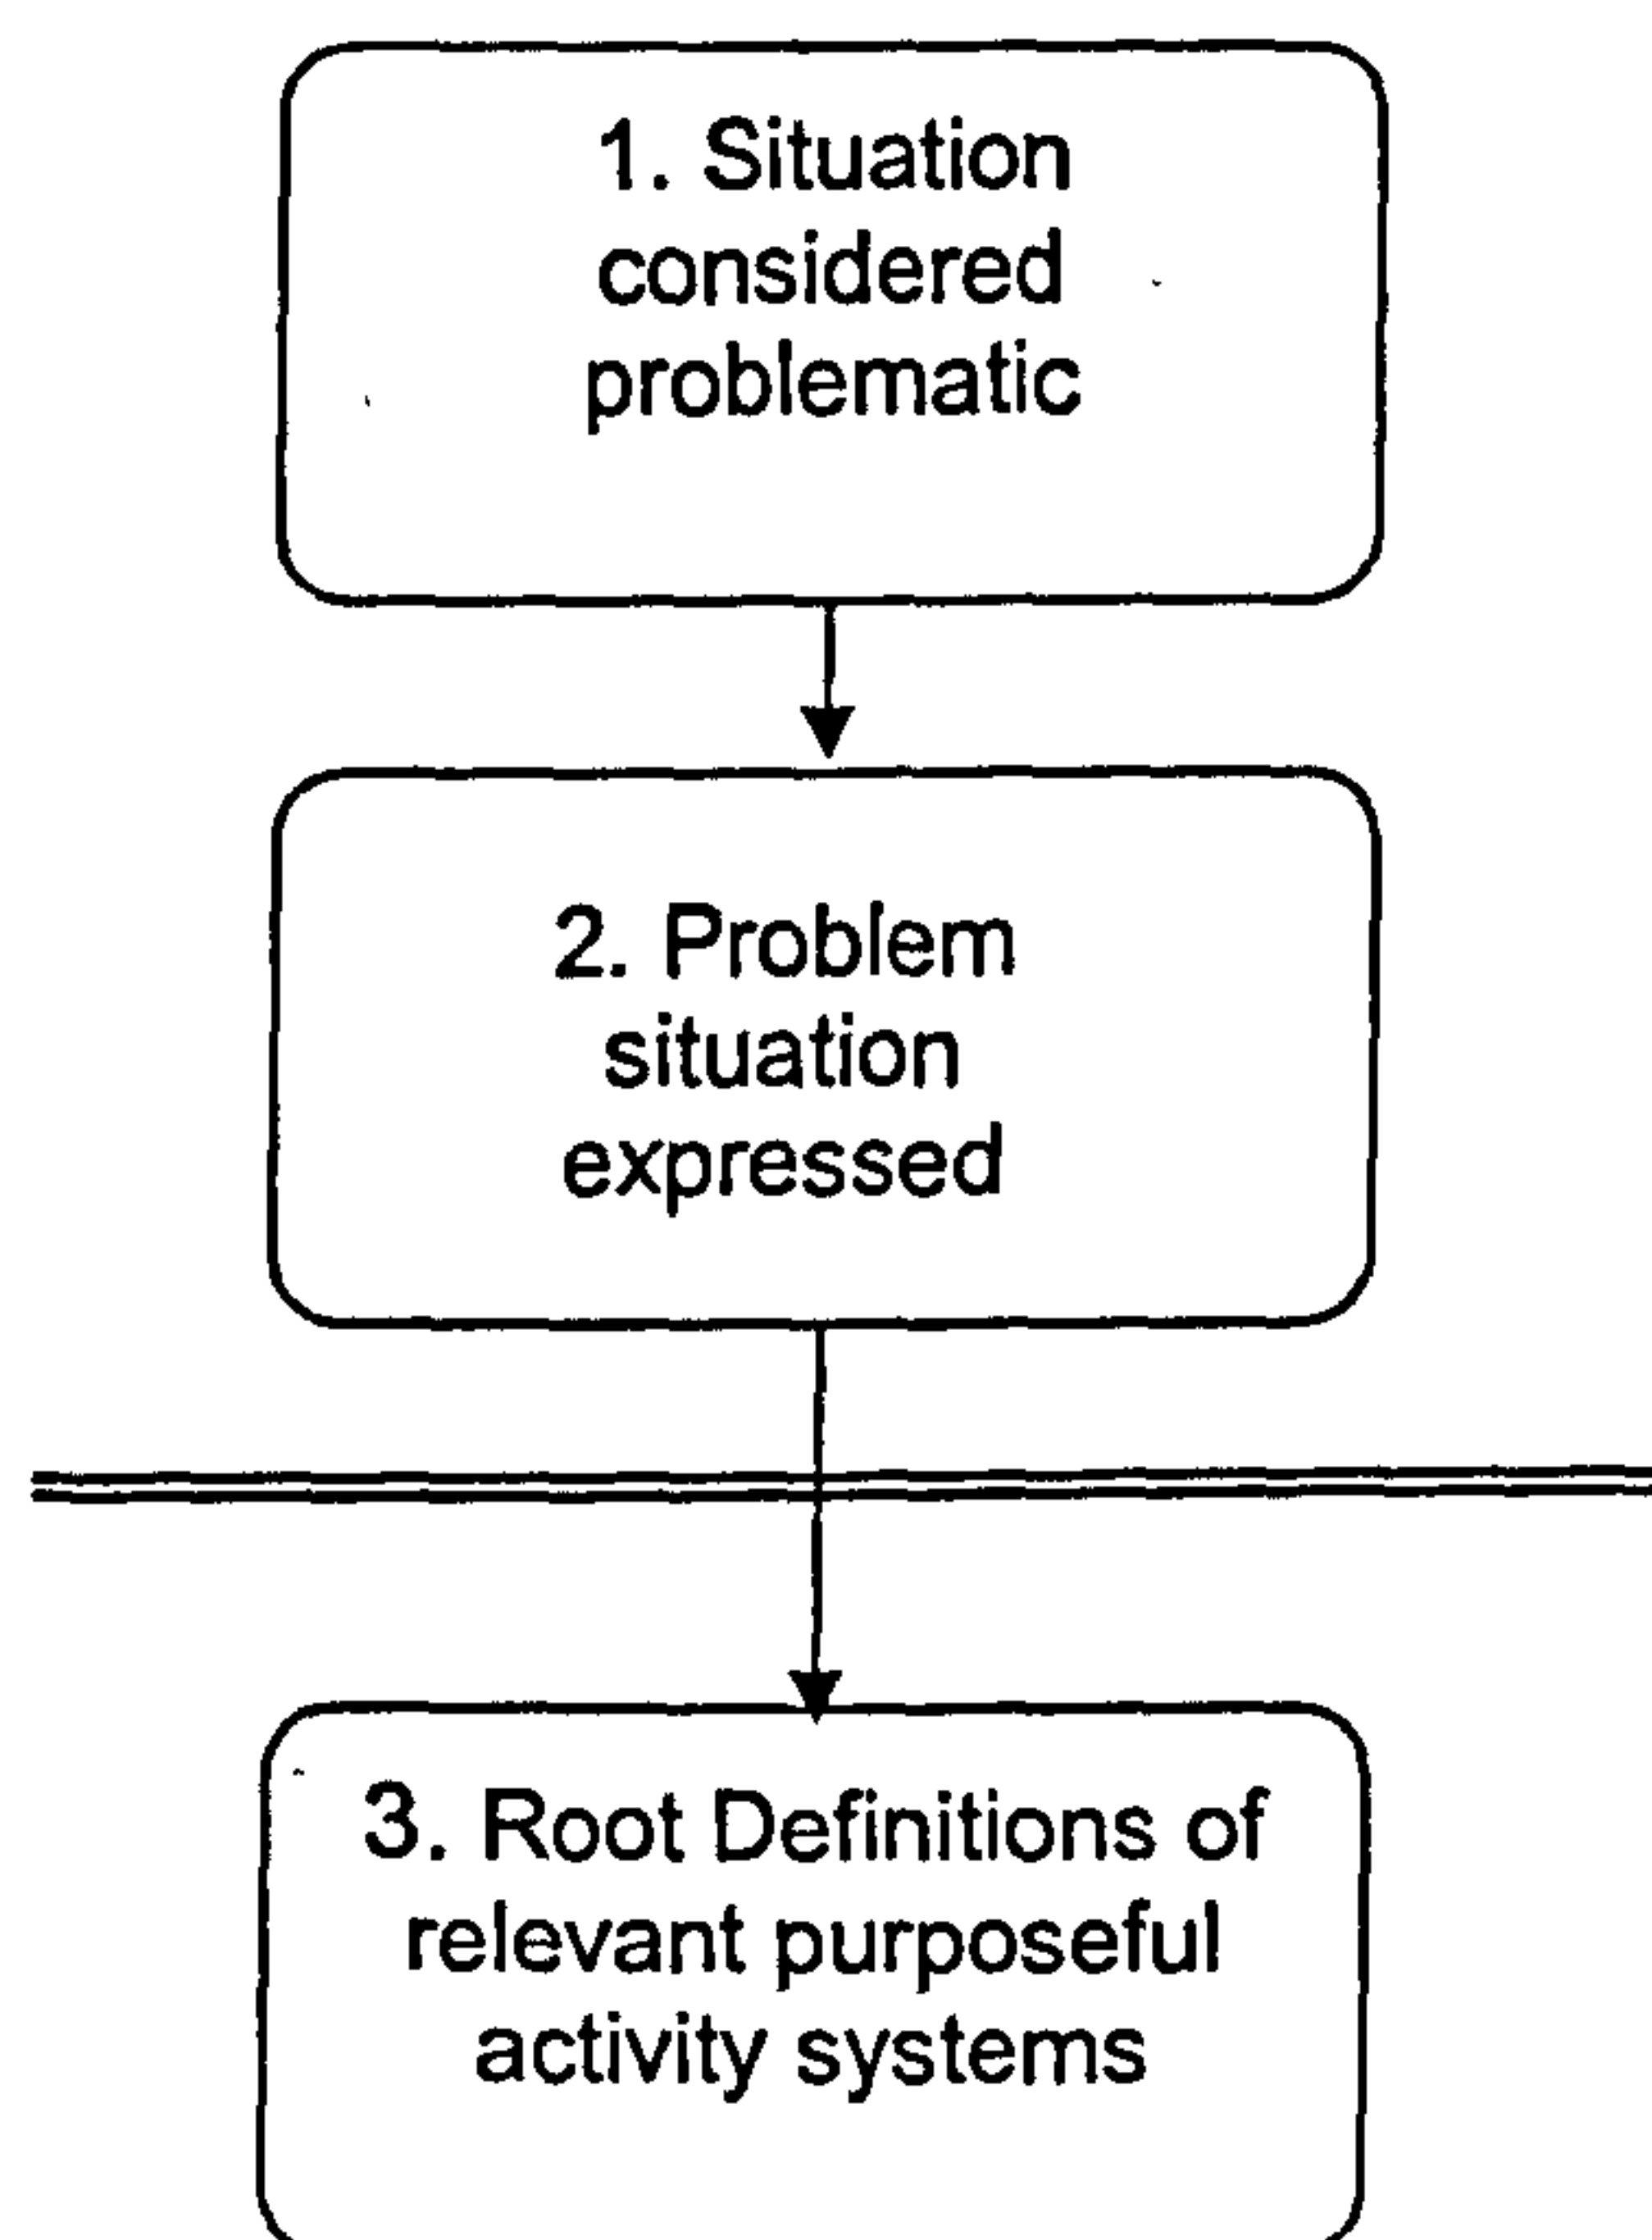 1. Situation
considered
problematic
2. Problem
situation
expressed
3. Root Definitions of
relevant purposeful
activity systems